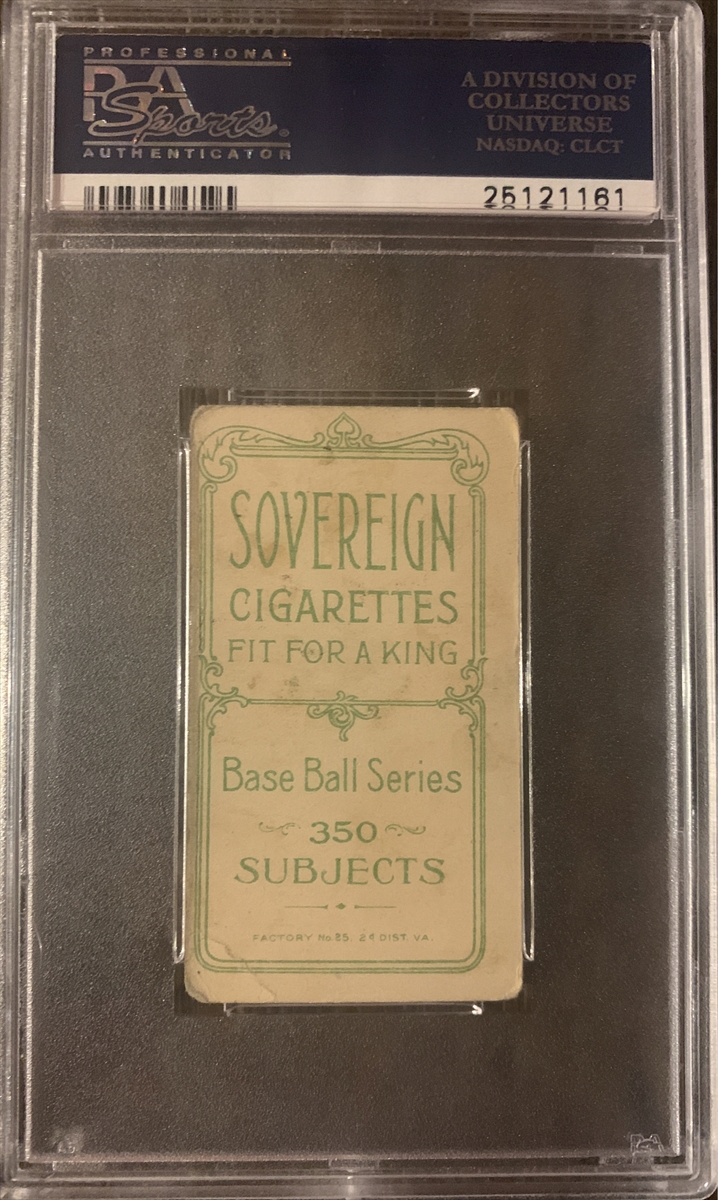 PROFESSIONAL
PSA
Sports®
AUTHENTICATOR
A DIVISION OF
COLLECTORS
UNIVERSE
NASDAQ: CLCT
25121161
SOVEREIGN
CIGARETTES
FIT FOR A KING
Base Ball Series
350
SUBJECTS
FACTORY No 25. 2d DIST. VA.
PSA